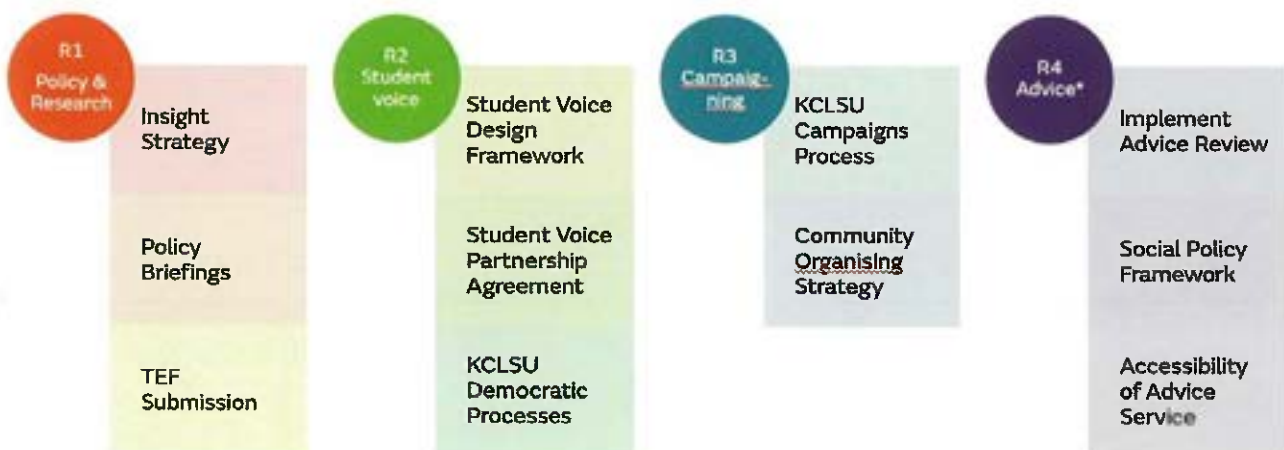 R1
Policy &
Research
Insight
Strategy
Policy
Briefings
TEF
Submission
R2
Student
voice
Student Voice
Design
Framework
Student Voice
Partnership
Agreement
KCLSU
Democratic
Processes
R3
Campaig-
ning
KCLSU
Campaigns
Process
Community
Organising
Strategy
R4
Advice*
Implement
Advice Review
Social Policy
Framework
Accessibility
of Advice
Service